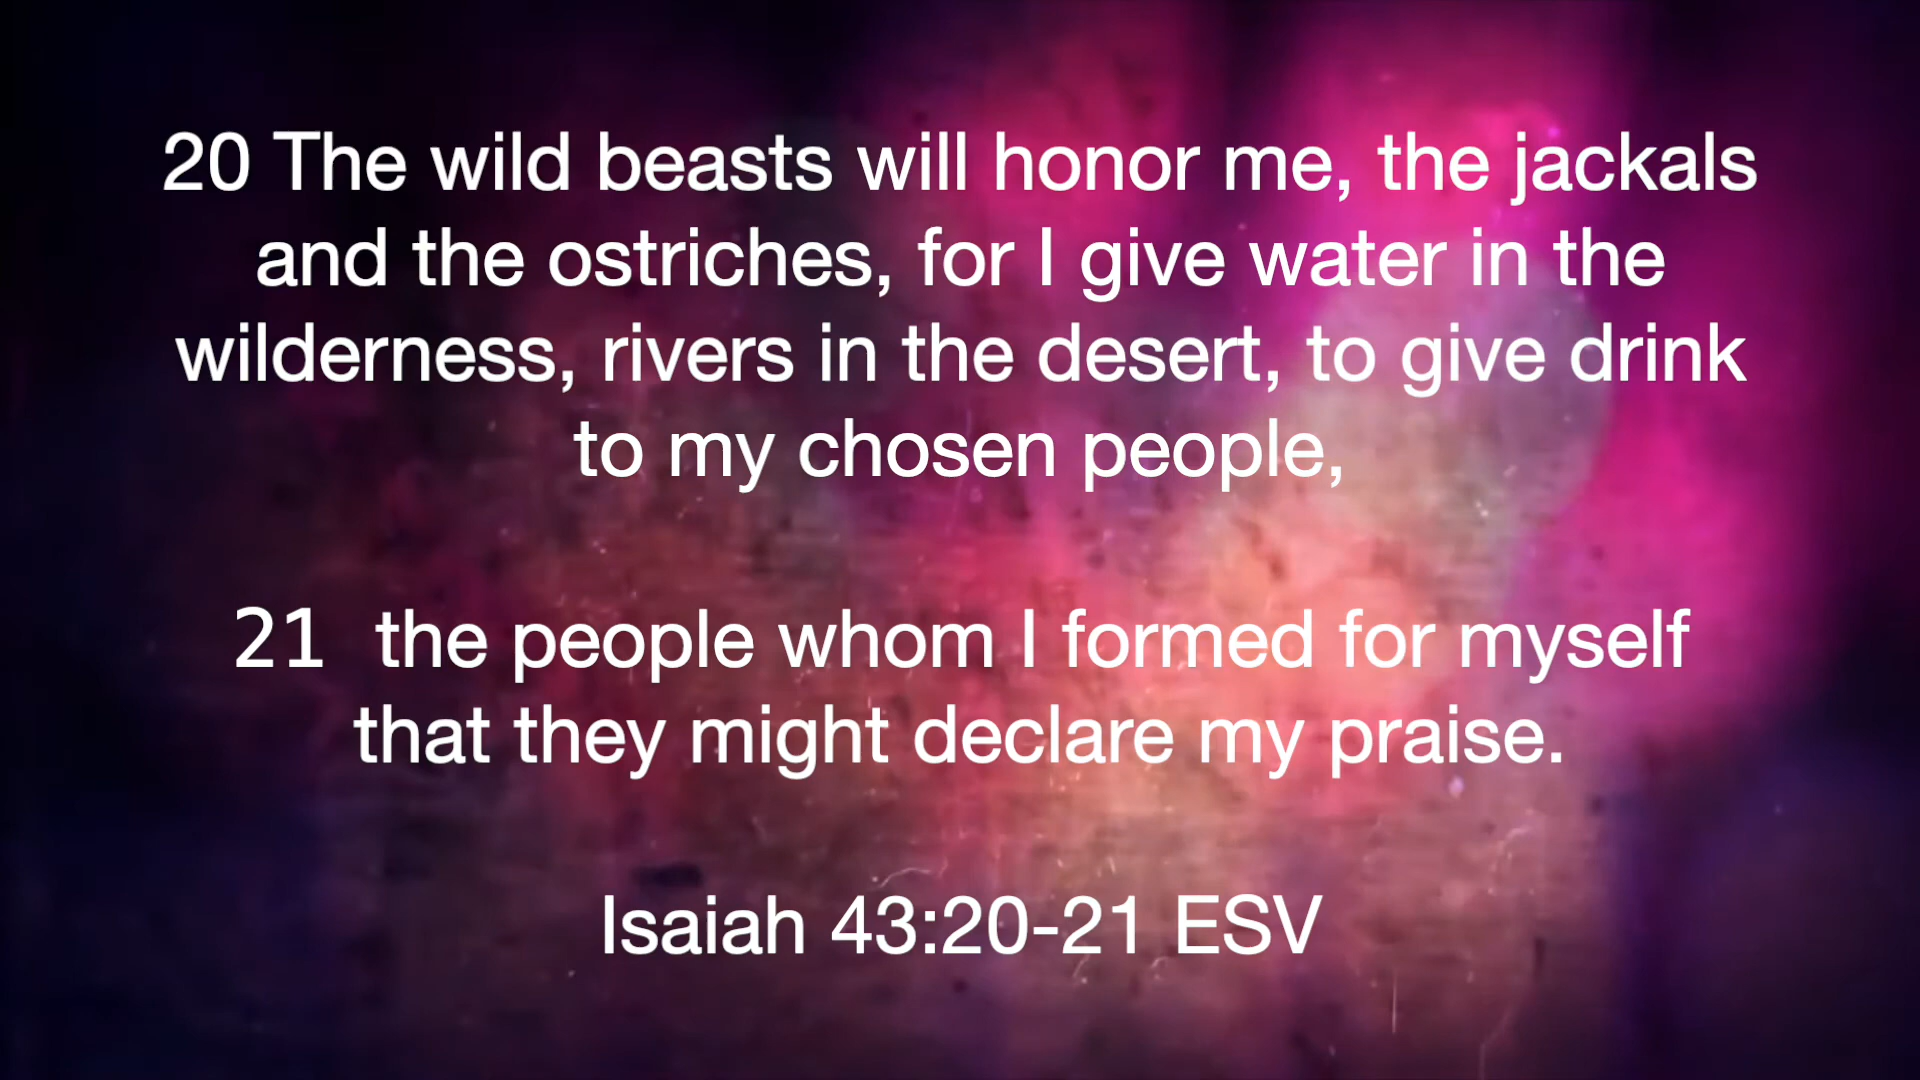 20 The wild beasts will honor me, the jackals
and the ostriches, for I give water in the
wilderness, rivers in the desert, to give drink
to my chosen people,
21  the people whom I formed for myself
that they might declare my praise.
Isaiah 43:20-21 ESV